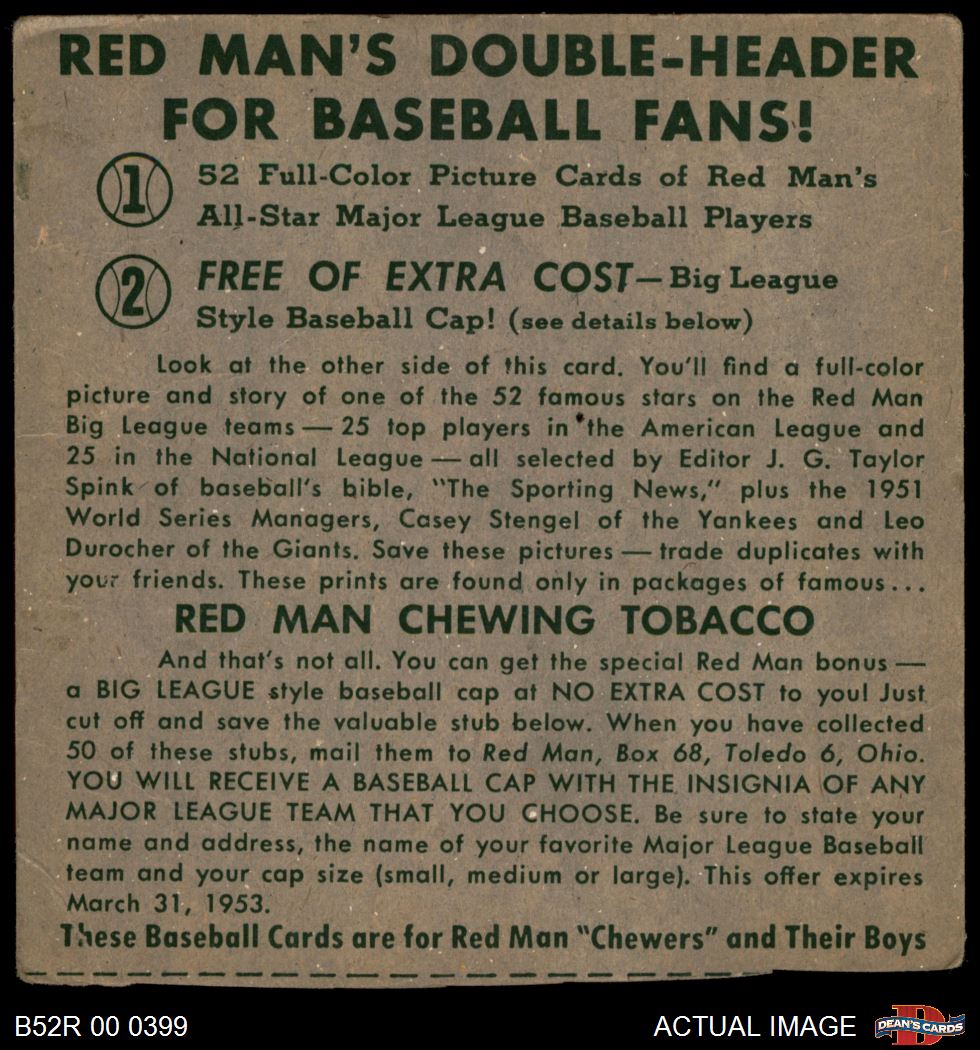 RED MAN'S DOUBLE-HEADER
FOR BASEBALL FANS!
1 52 Full-Color Picture Cards of Red Man's
All-Star Major League Baseball Players
2 FREE OF EXTRA COST—Big League
Style Baseball Cap! (see details below)
Look at the other side of this card. You'll find a full-color
picture and story of one of the 52 famous stars on the Red Man
Big League teams — 25 top players in the American League and
25 in the National League — all selected by Editor J. G. Taylor
Spink of baseball's bible, "The Sporting News," plus the 1951
World Series Managers, Casey Stengel of the Yankees and Leo
Durocher of the Giants. Save these pictures — trade duplicates with
your friends. These prints are found only in packages of famous...
RED MAN CHEWING TOBACCO
And that's not all. You can get the special Red Man bonus —
a BIG LEAGUE style baseball cap at NO EXTRA COST to you! Just
cut off and save the valuable stub below. When you have collected
50 of these stubs, mail them to Red Man, Box 68, Toledo 6, Ohio.
YOU WILL RECEIVE A BASEBALL CAP WITH THE INSIGNIA OF ANY
MAJOR LEAGUE TEAM THAT YOU CHOOSE. Be sure to state your
name and address, the name of your favorite Major League Baseball
team and your cap size (small, medium or large). This offer expires
March 31, 1953.
These Baseball Cards are for Red Man "Chewers" and Their Boys
B52R 00 0399
ACTUAL IMAGE
D
DEAN'S CARDS